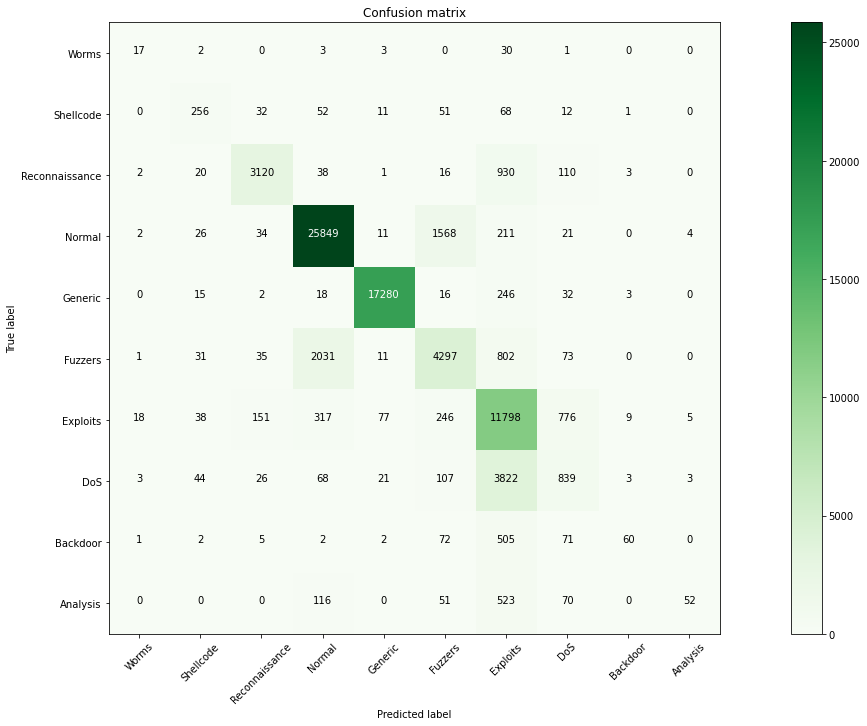 Confusion matrix
Worms 17 2 0 3 3 0 30 1 0 0
Shellcode 0 256 32 52 11 51 68 12 1 0
Reconnaissance 2 20 3120 38 1 16 930 110 3 0
Normal 2 26 34 25849 11 1568 211 21 0 4
Generic 0 15 2 18 17280 16 246 32 3 0
Fuzzers 1 31 35 2031 11 4297 802 73 0 0
Exploits 18 38 151 317 77 246 11798 776 9 5
DoS 3 44 26 68 21 107 3822 839 3 3
Backdoor 1 2 5 2 2 72 505 71 60 0
Analysis 0 0 0 116 0 51 523 70 0 52
True label
Worms Shellcode Reconnaissance Normal Generic Fuzzers Exploits DoS Backdoor Analysis
Predicted label
25000
20000
15000
10000
5000
0